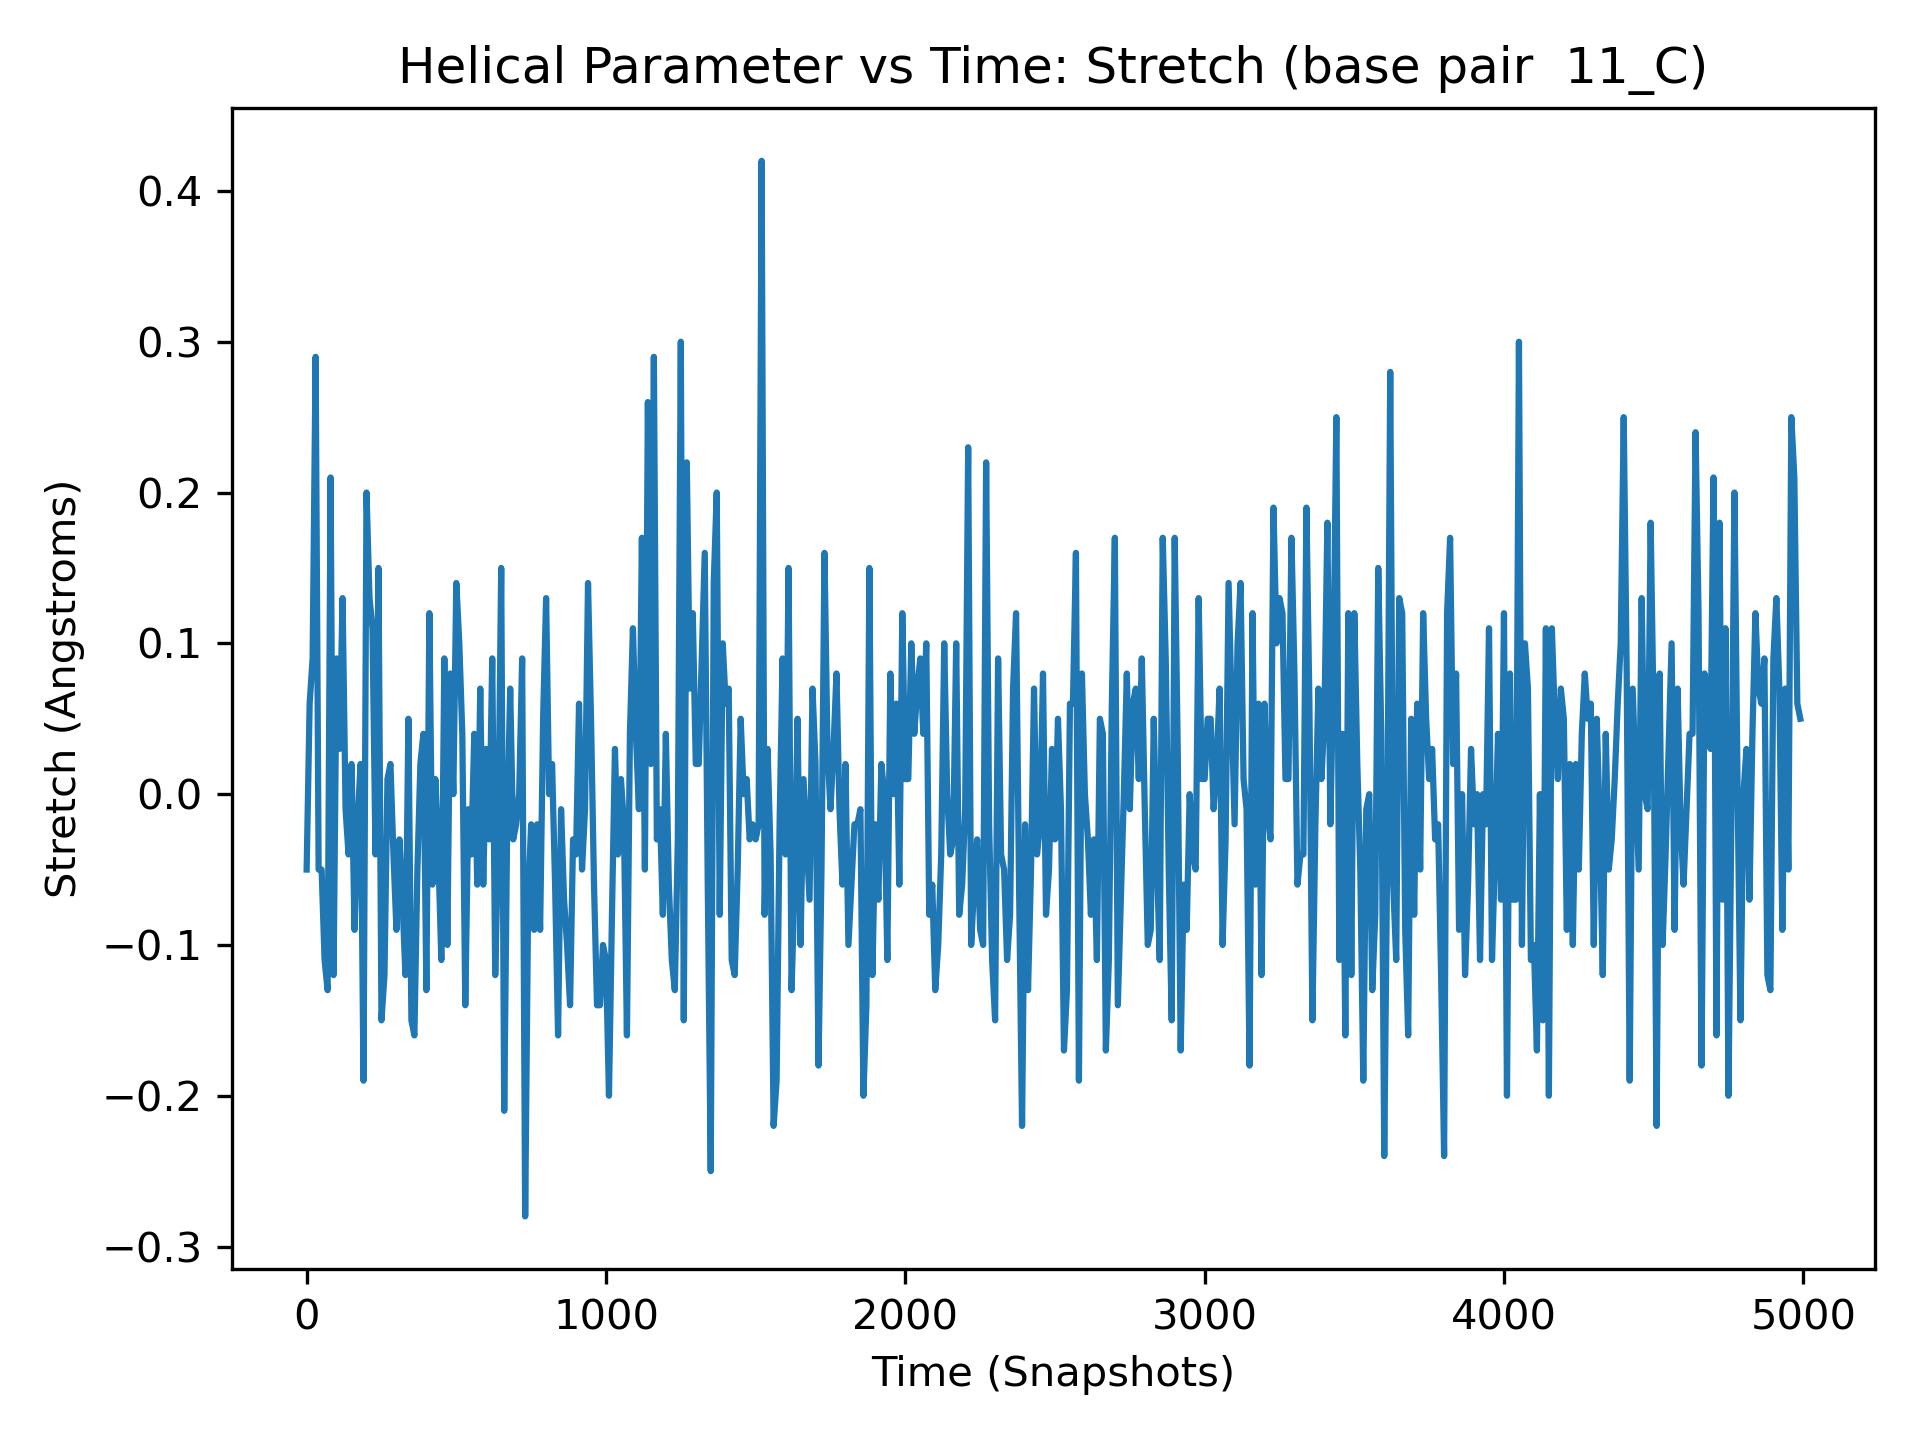 Helical Parameter vs Time: Stretch (base pair  11_C)
Stretch (Angstroms)
0.4
0.3
0.2
0.1
0.0
−0.1
−0.2
−0.3
0 1000 2000 3000 4000 5000
Time (Snapshots)